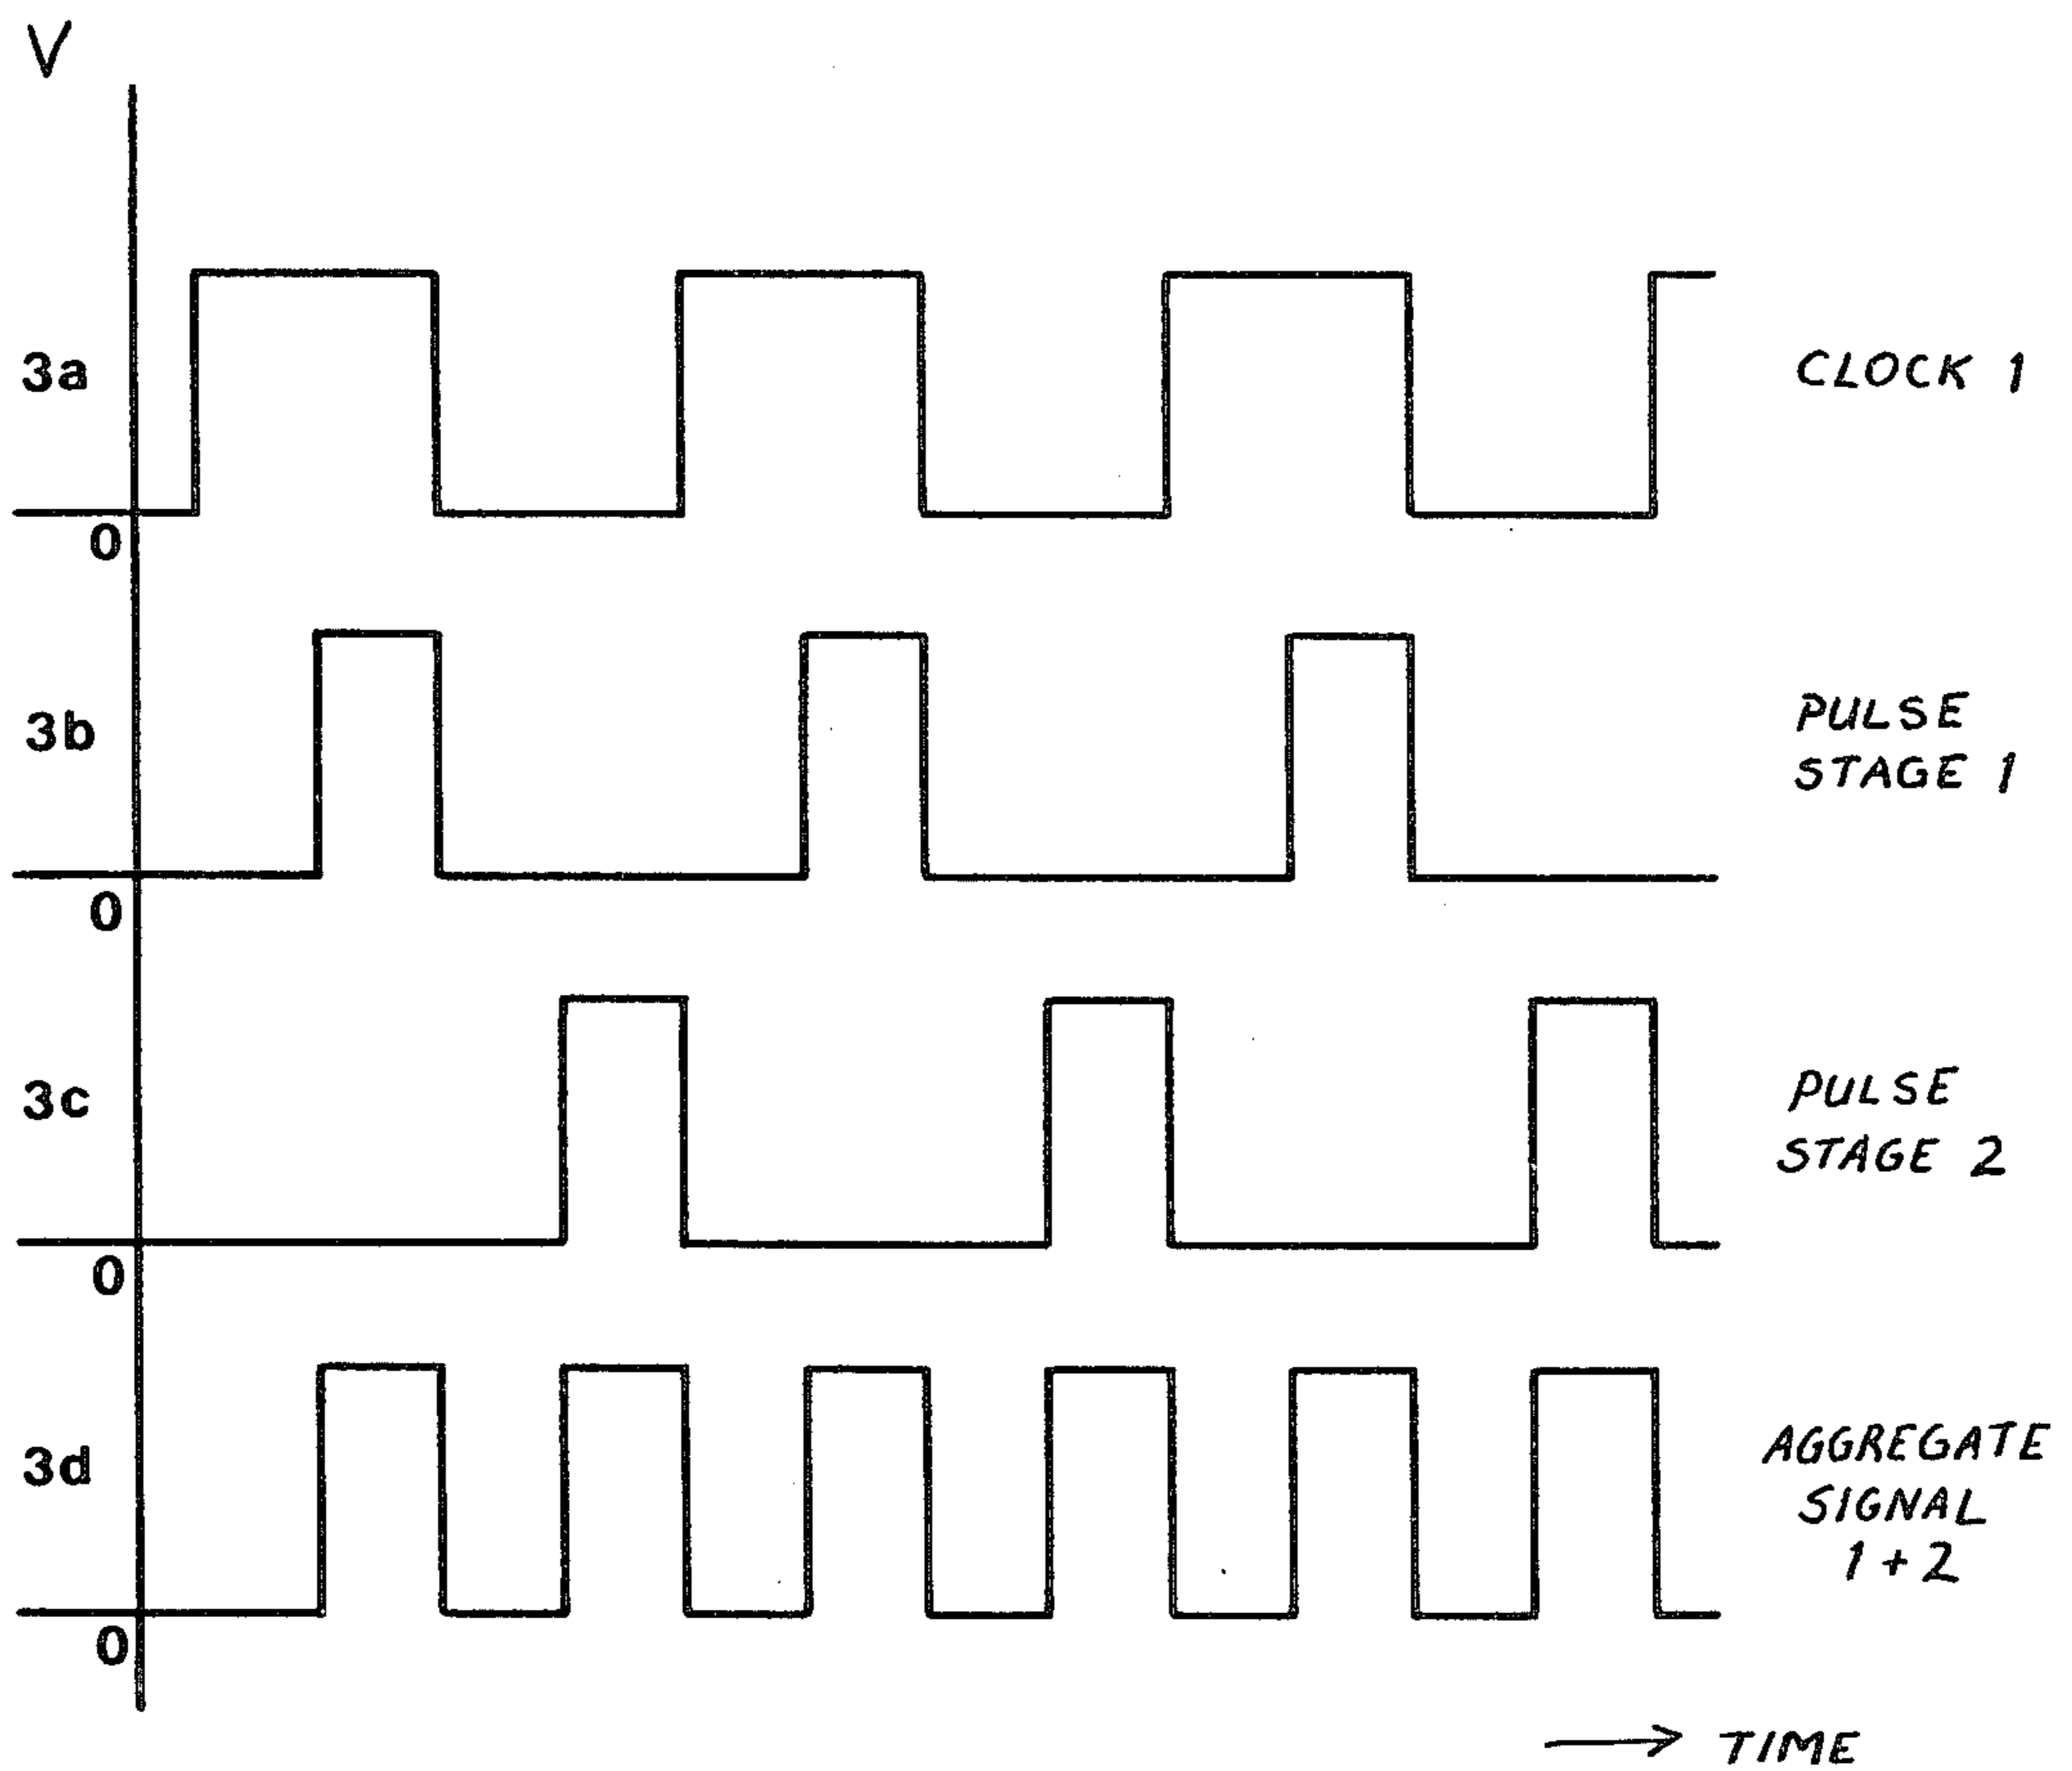 V
3a
CLOCK 1
0
3b
PULSE
STAGE 1
0
3c
PULSE
STAGE 2
0
3d
AGGREGATE
SIGNAL
1 + 2
0
TIME